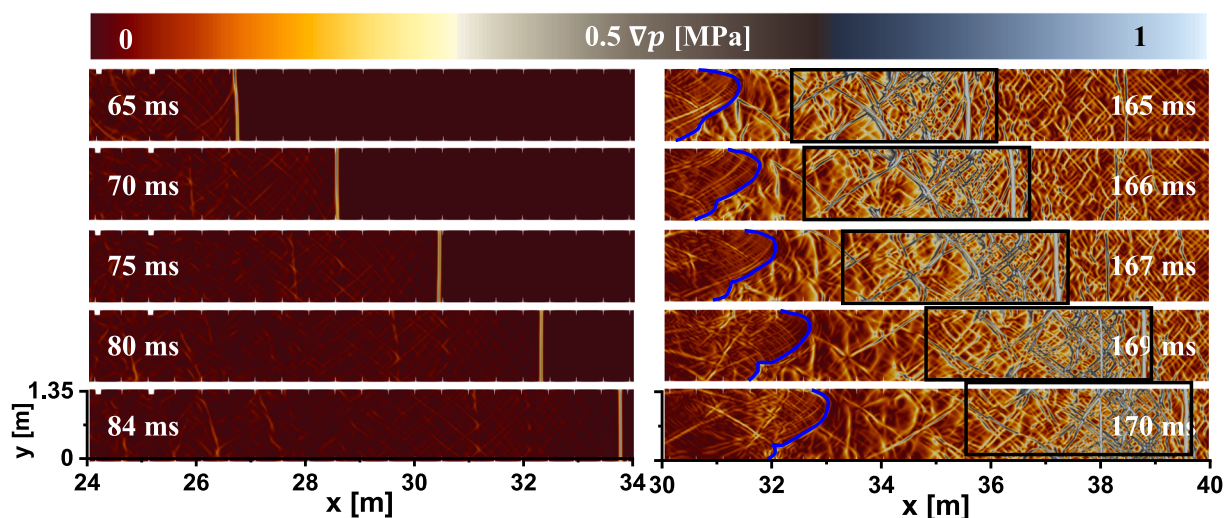 0 0.5 ∇p [MPa] 1
65 ms 165 ms
70 ms 166 ms
75 ms 167 ms
80 ms 169 ms
1.35
84 ms 170 ms
y [m]
0
24 26 28 30 32 34 30 32 34 36 38 40
x [m] x [m]